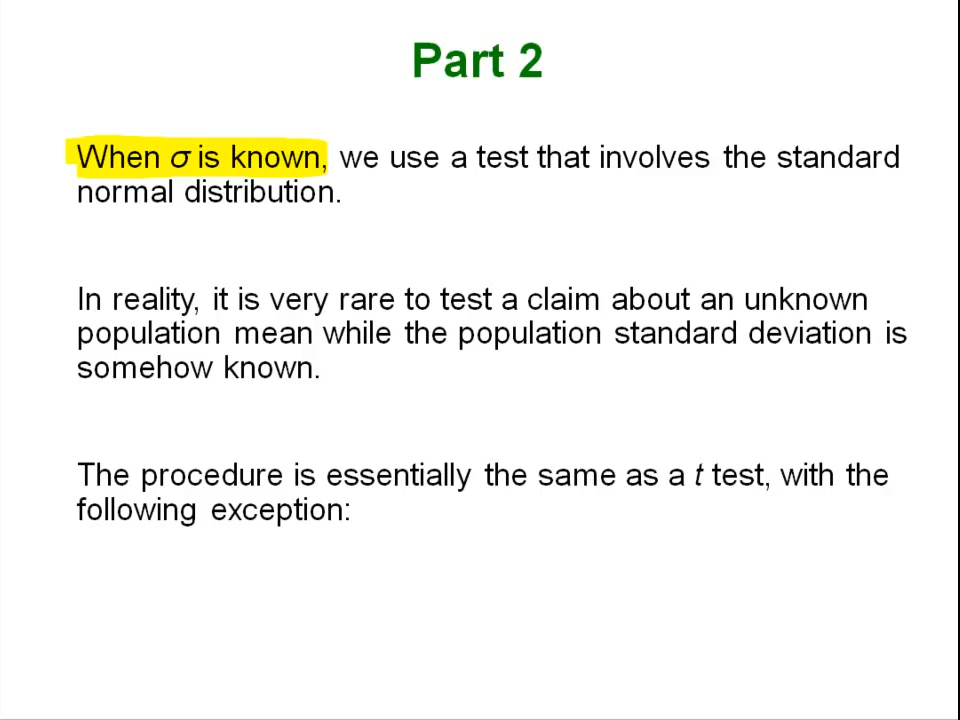 Part 2
When σ is known, we use a test that involves the standard
normal distribution.
In reality, it is very rare to test a claim about an unknown
population mean while the population standard deviation is
somehow known.
The procedure is essentially the same as a t test, with the
following exception: